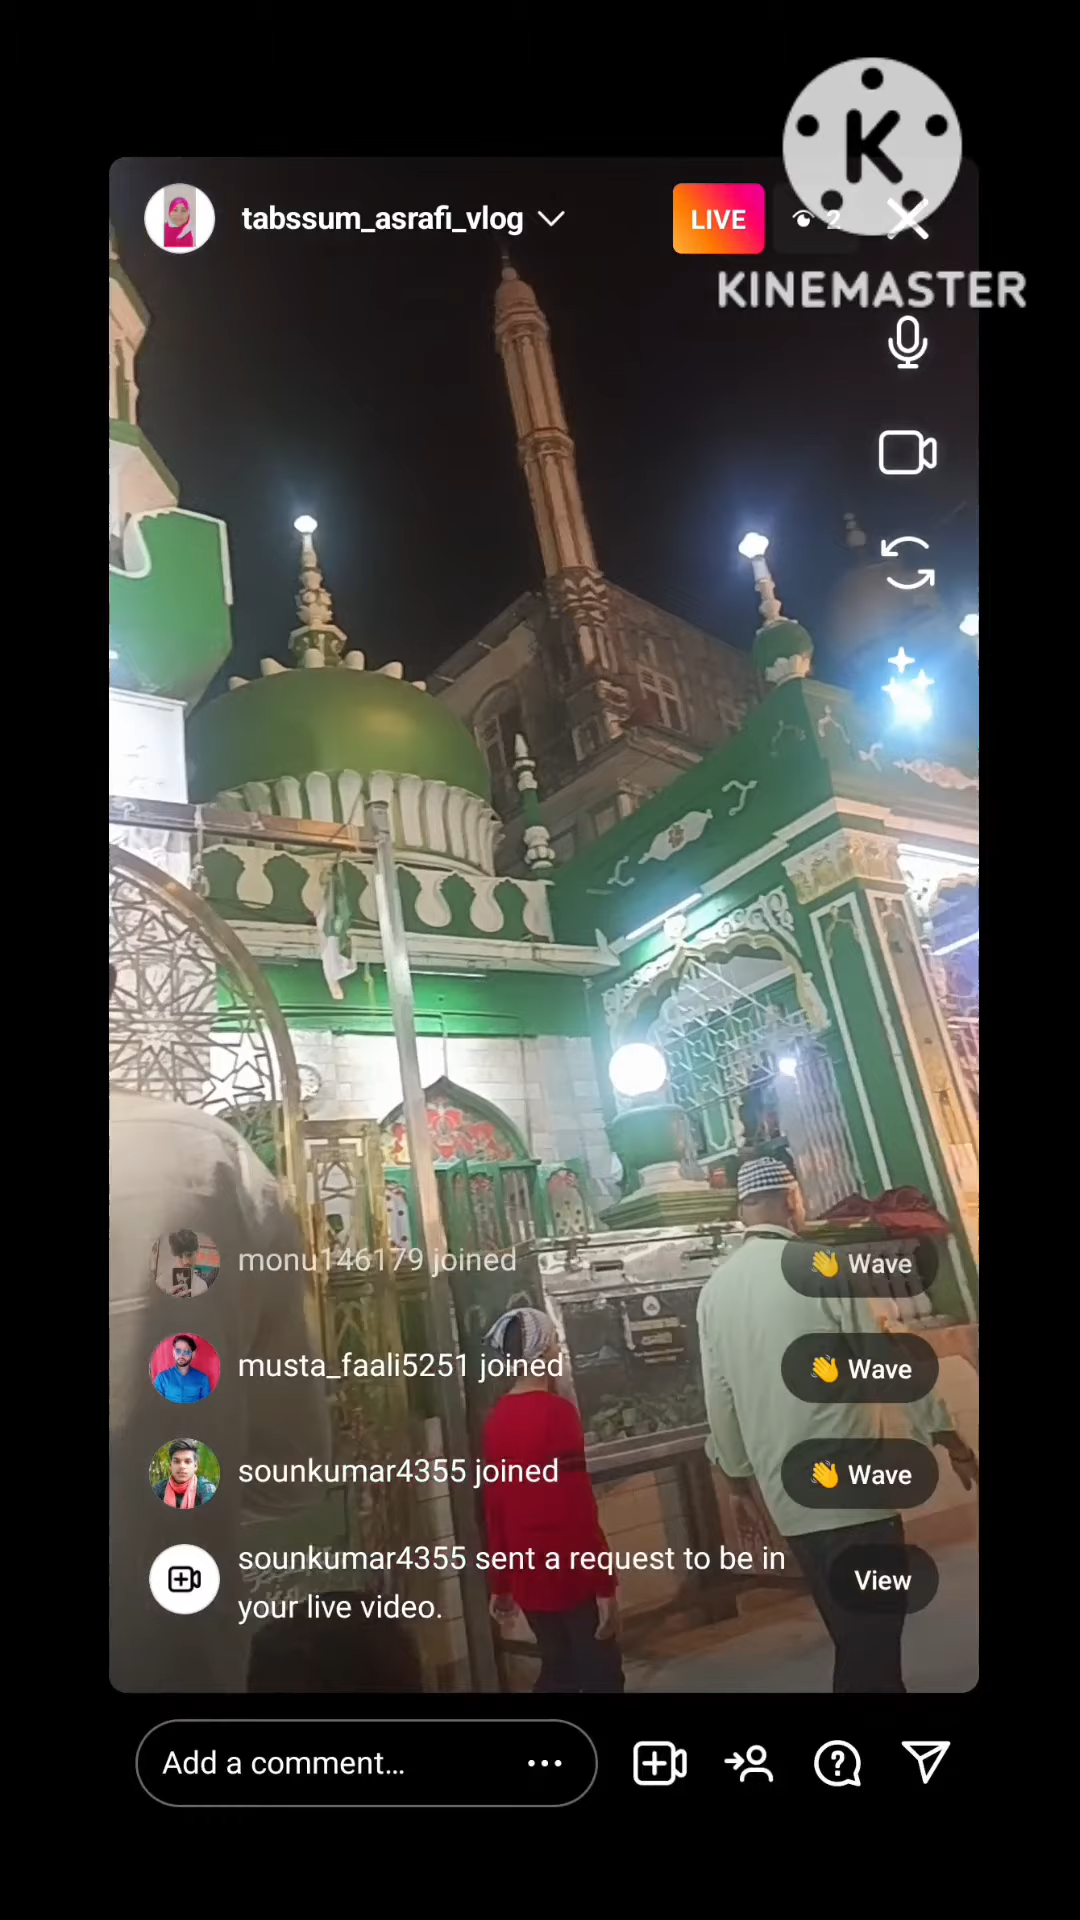 tabssum_asrafi_vlog
LIVE
2
K
KINEMASTER
monu146179 joined
👋 Wave
musta_faali5251 joined
👋 Wave
sounkumar4355 joined
👋 Wave
sounkumar4355 sent a request to be in
your live video.
View
Add a comment...